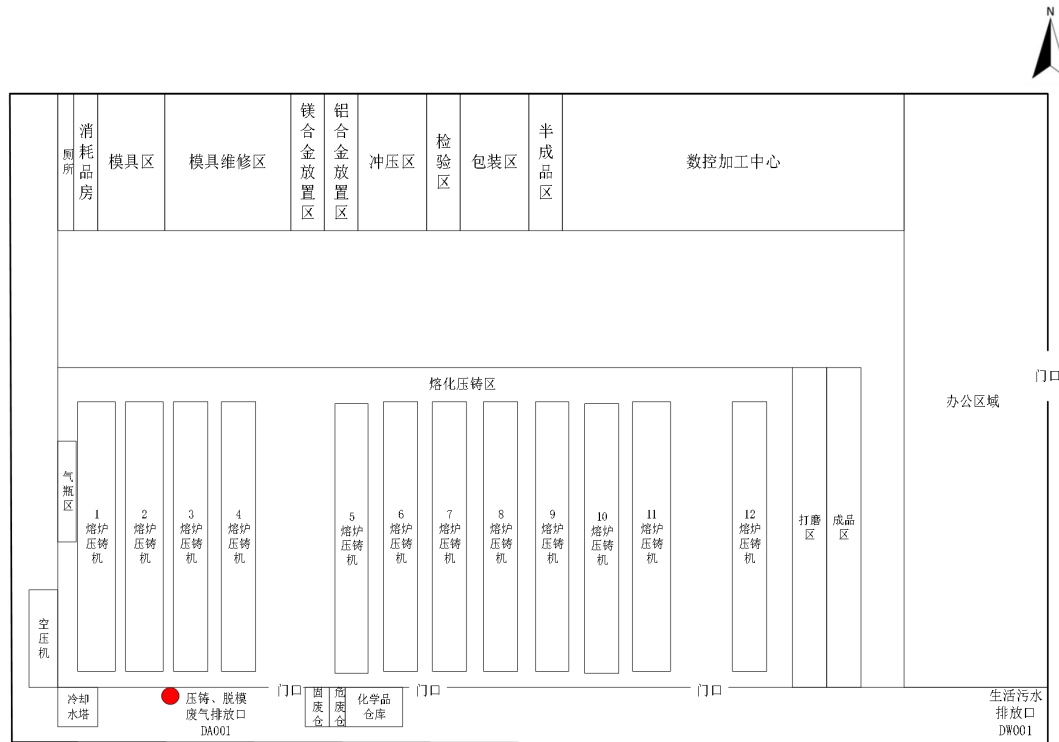 N
厕所
消耗品房
模具区
模具维修区
镁合金放置区
铝合金放置区
冲压区
检验区
包装区
半成品区
数控加工中心
门口
办公区域
熔化压铸区
气瓶区
1
熔炉
压铸
机
2
熔炉
压铸
机
3
熔炉
压铸
机
4
熔炉
压铸
机
5
熔炉
压铸
机
6
熔炉
压铸
机
7
熔炉
压铸
机
8
熔炉
压铸
机
9
熔炉
压铸
机
10
熔炉
压铸
机
11
熔炉
压铸
机
12
熔炉
压铸
机
打磨
区
成品
区
空压机
冷却
水塔
压铸、脱模
废气排放口
DA001
门口
固废仓
危废仓
化学品
仓库
门口
门口
生活污水
排放口
DW001